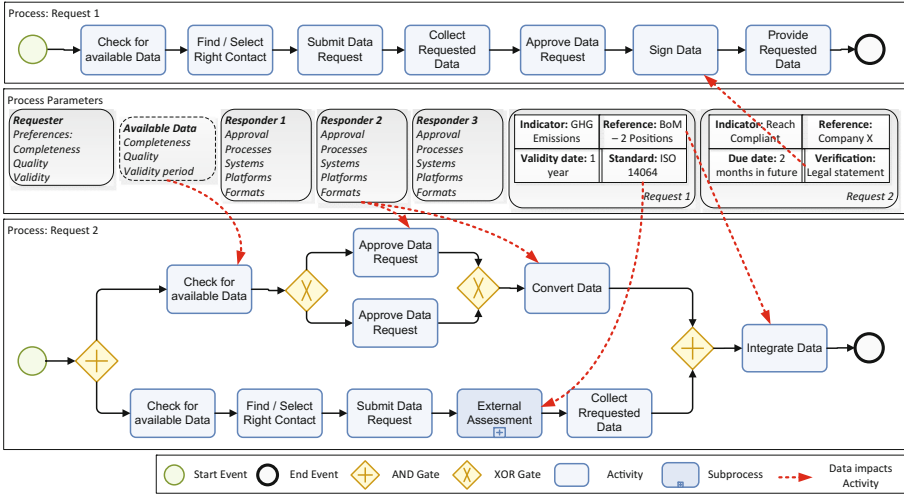 Process: Request 1
Check for
available Data
Find / Select
Right Contact
Submit Data
Request
Collect
Requested
Data
Approve Data
Request
Sign Data
Provide
Requested
Data
Process Parameters
Requester
Preferences:
Completeness
Quality
Validity
Available Data
Completeness
Quality
Validity period
Responder 1
Approval
Processes
Systems
Platforms
Formats
Responder 2
Approval
Processes
Systems
Platforms
Formats
Responder 3
Approval
Processes
Systems
Platforms
Formats
Indicator: GHG
Emissions
Reference: BoM
– 2 Positions
Validity date: 1
year
Standard: ISO
14064
Request 1
Indicator: Reach
Compliant
Reference:
Company X
Due date: 2
months in future
Verification:
Legal statement
Request 2
Process: Request 2
Check for
available Data
X
Approve Data
Request
Approve Data
Request
X
Convert Data
Integrate Data
Check for
available Data
Find / Select
Right Contact
Submit Data
Request
External
Assessment
Collect
Rrequested
Data
Start Event
End Event
AND Gate
X
XOR Gate
Activity
Subprocess
Data impacts
Activity